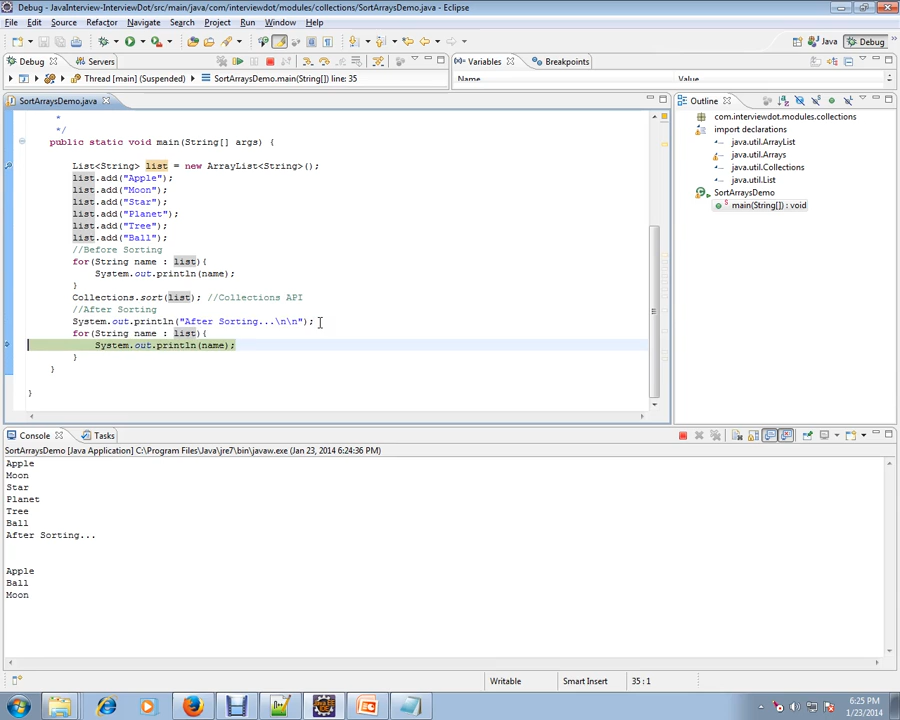 Debug - JavaInterview-InterviewDot/src/main/java/com/interviewdot/modules/collections/SortArraysDemo.java - Eclipse
File Edit Source Refactor Navigate Search Project Run Window Help
Java Debug
Debug Servers
Thread [main] (Suspended) SortArraysDemo.main(String[]) line: 35
Variables Breakpoints
Name Value
SortArraysDemo.java
*
*/
public static void main(String[] args) {
List<String> list = new ArrayList<String>();
list.add("Apple");
list.add("Moon");
list.add("Star");
list.add("Planet");
list.add("Tree");
list.add("Ball");
//Before Sorting
for(String name : list){
System.out.println(name);
}
Collections.sort(list); //Collections API
//After Sorting
System.out.println("After Sorting...\n\n");
for(String name : list){
System.out.println(name);
}
}
}
Outline
com.interviewdot.modules.collections
import declarations
java.util.ArrayList
java.util.Arrays
java.util.Collections
java.util.List
SortArraysDemo
main(String[]) : void
Console Tasks
SortArraysDemo [Java Application] C:\Program Files\Java\jre7\bin\javaw.exe (Jan 23, 2014 6:24:36 PM)
Apple
Moon
Star
Planet
Tree
Ball
After Sorting...
Apple
Ball
Moon
Writable Smart Insert 35 : 1
6:25 PM
1/23/2014